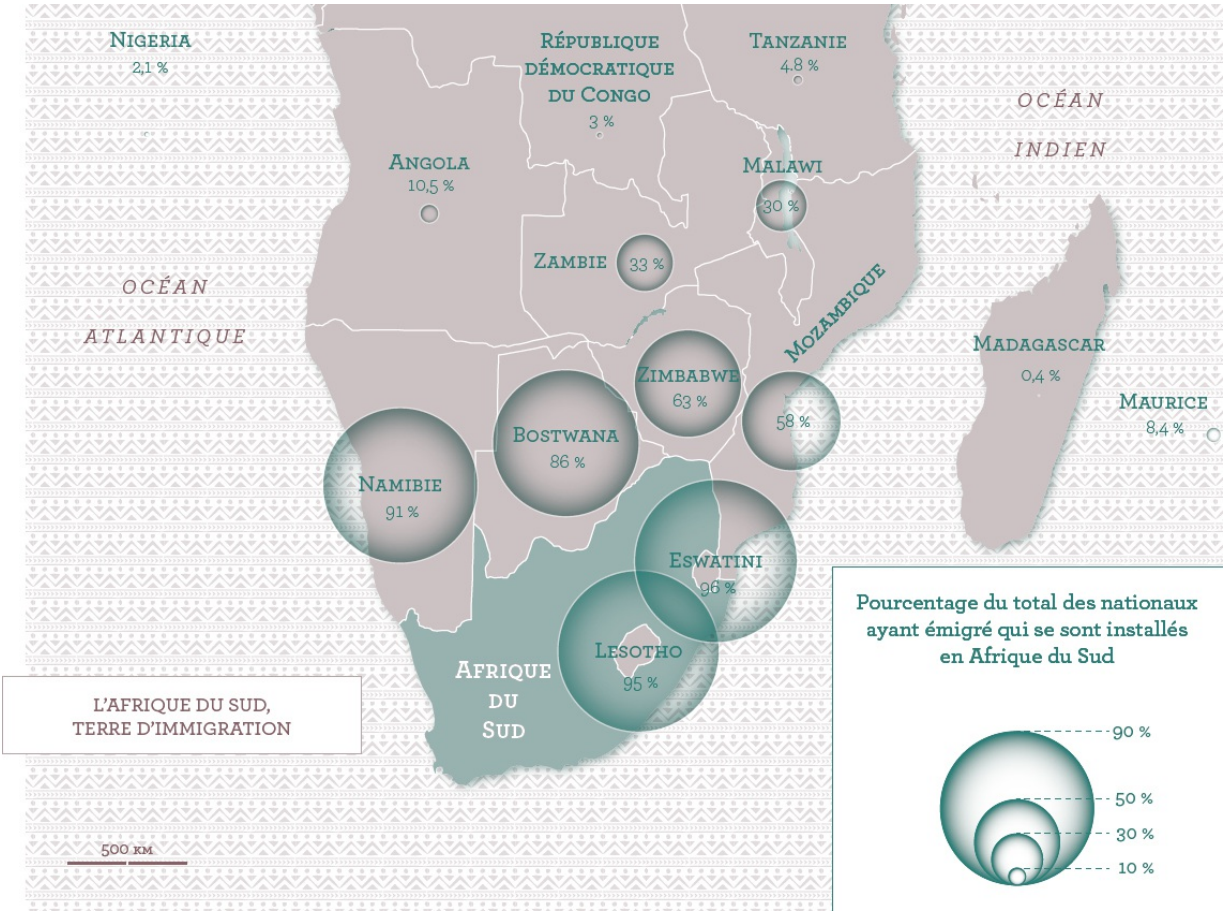 NIGERIA
2,1 %
RÉPUBLIQUE
DÉMOCRATIQUE
DU CONGO
3 %
TANZANIE
4.8 %
OCÉAN
INDIEN
ANGOLA
10,5 %
MALAWI
30 %
ZAMBIE
33 %
OCÉAN
ATLANTIQUE
MOZAMBIQUE
58 %
MADAGASCAR
0,4 %
MAURICE
8,4 %
ZIMBABWE
63 %
BOSTWANA
86 %
NAMIBIE
91 %
ESWATINI
96 %
LESOTHO
95 %
AFRIQUE
DU
SUD
L'AFRIQUE DU SUD,
TERRE D'IMMIGRATION
500 KM
Pourcentage du total des nationaux
ayant émigré qui se sont installés
en Afrique du Sud
90 %
50 %
30 %
10 %